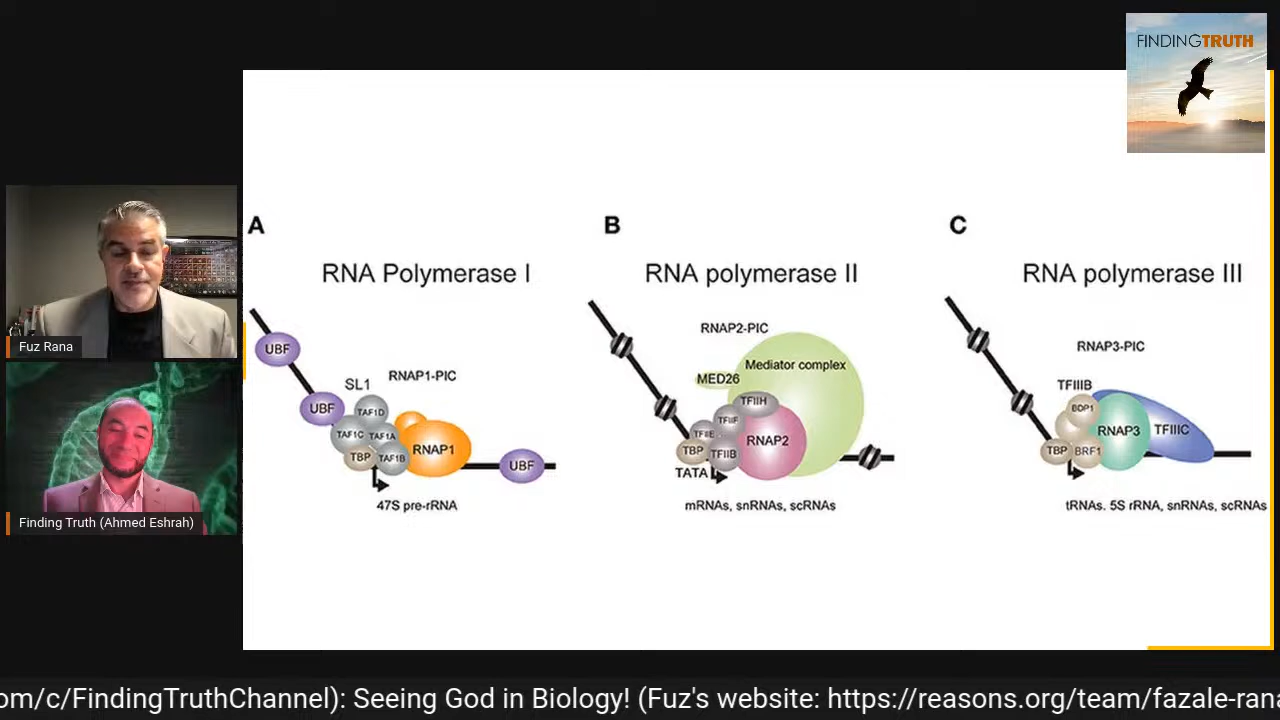 FINDINGTRUTH
A
B
C
RNA Polymerase I
RNA polymerase II
RNA polymerase III
UBF
UBF
SL1
RNAP1-PIC
TAF1D
TAF1C
TAF1A
TBP
TAF1B
RNAP1
UBF
47S pre-rRNA
RNAP2-PIC
Mediator complex
MED26
TFIIH
TFIIF
TFIIE
TBP
TFIIB
RNAP2
TATA
mRNAs, snRNAs, scRNAs
RNAP3-PIC
TFIIIB
BDP1
RNAP3
TFIIIC
TBP
BRF1
tRNAs. 5S rRNA, snRNAs, scRNAs
Fuz Rana
Finding Truth (Ahmed Eshrah)
om/c/FindingTruthChannel): Seeing God in Biology! (Fuz's website: https://reasons.org/team/fazale-rana